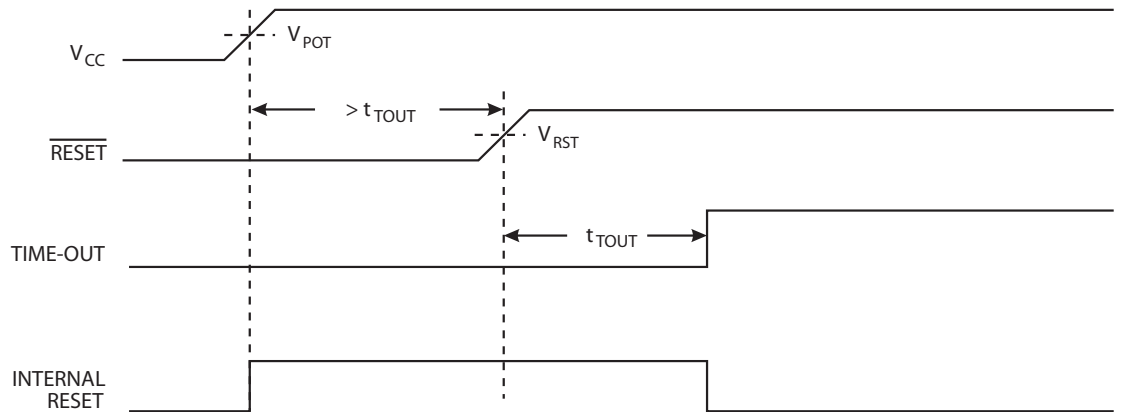 V_POT
V_CC
> t_TOUT
V_RST
RESET
t_TOUT
TIME-OUT
INTERNAL
RESET